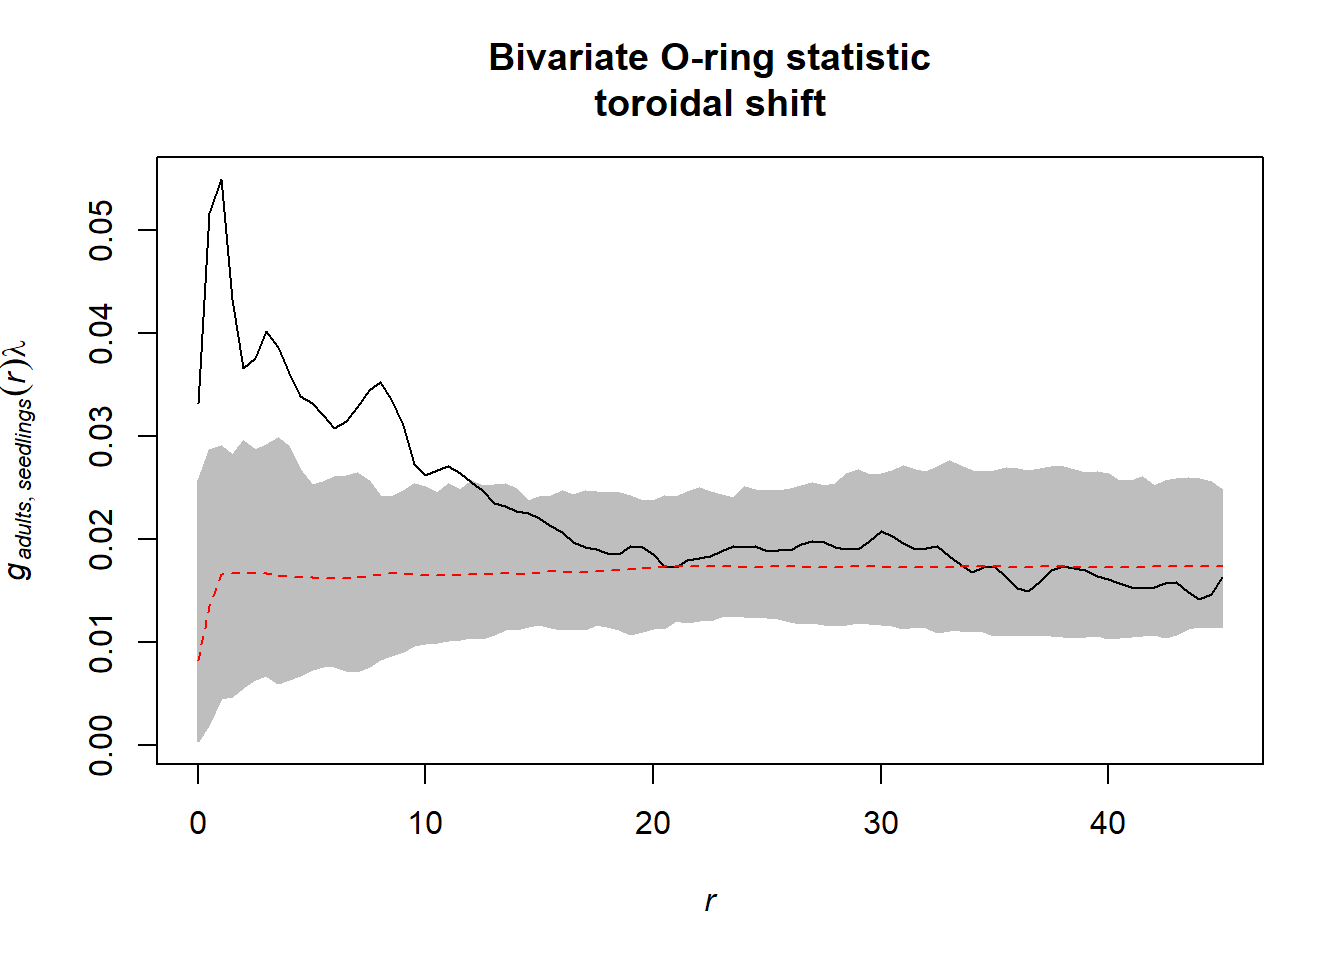 Bivariate O-ring statistic
toroidal shift
g adults, seedlings(r)λ
0.05
0.04
0.03
0.02
0.01
0.00
0 10 20 30 40
r